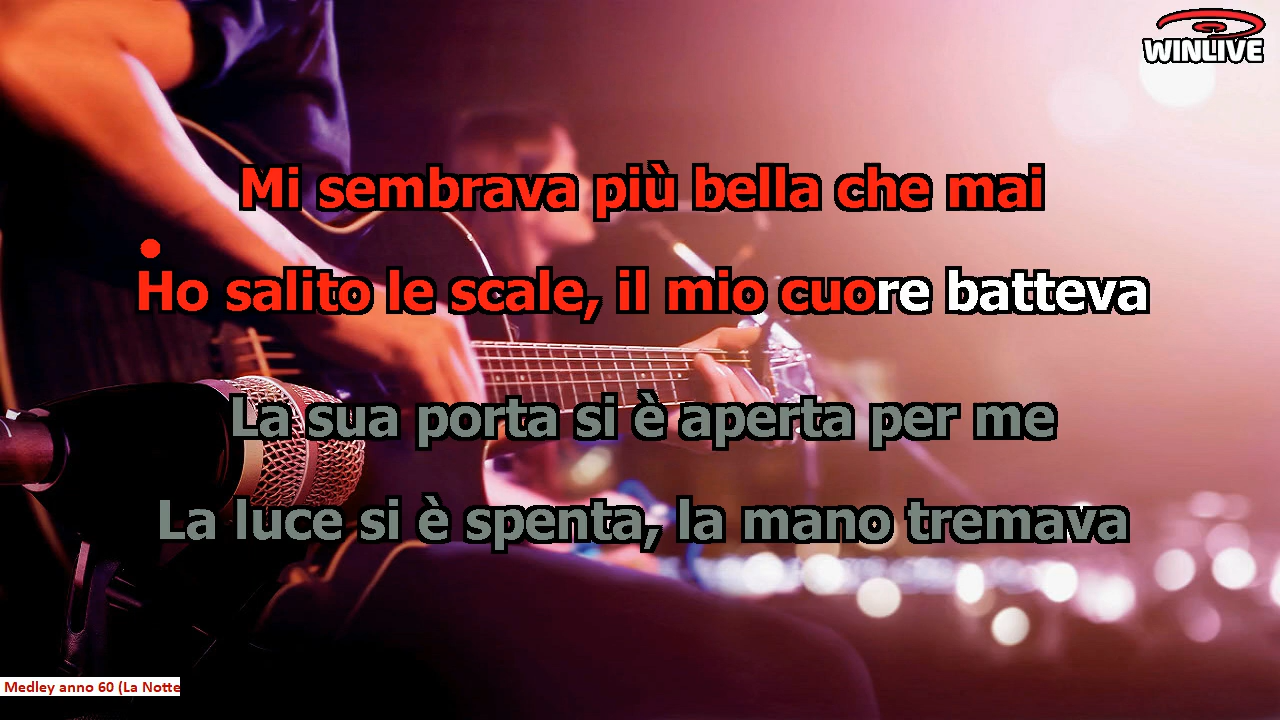 WINLIVE
Mi sembrava più bella che mai
Ho salito le scale, il mio cuore batteva
La sua porta si è aperta per me
La luce si è spenta, la mano tremava
Medley anno 60 (La Notte